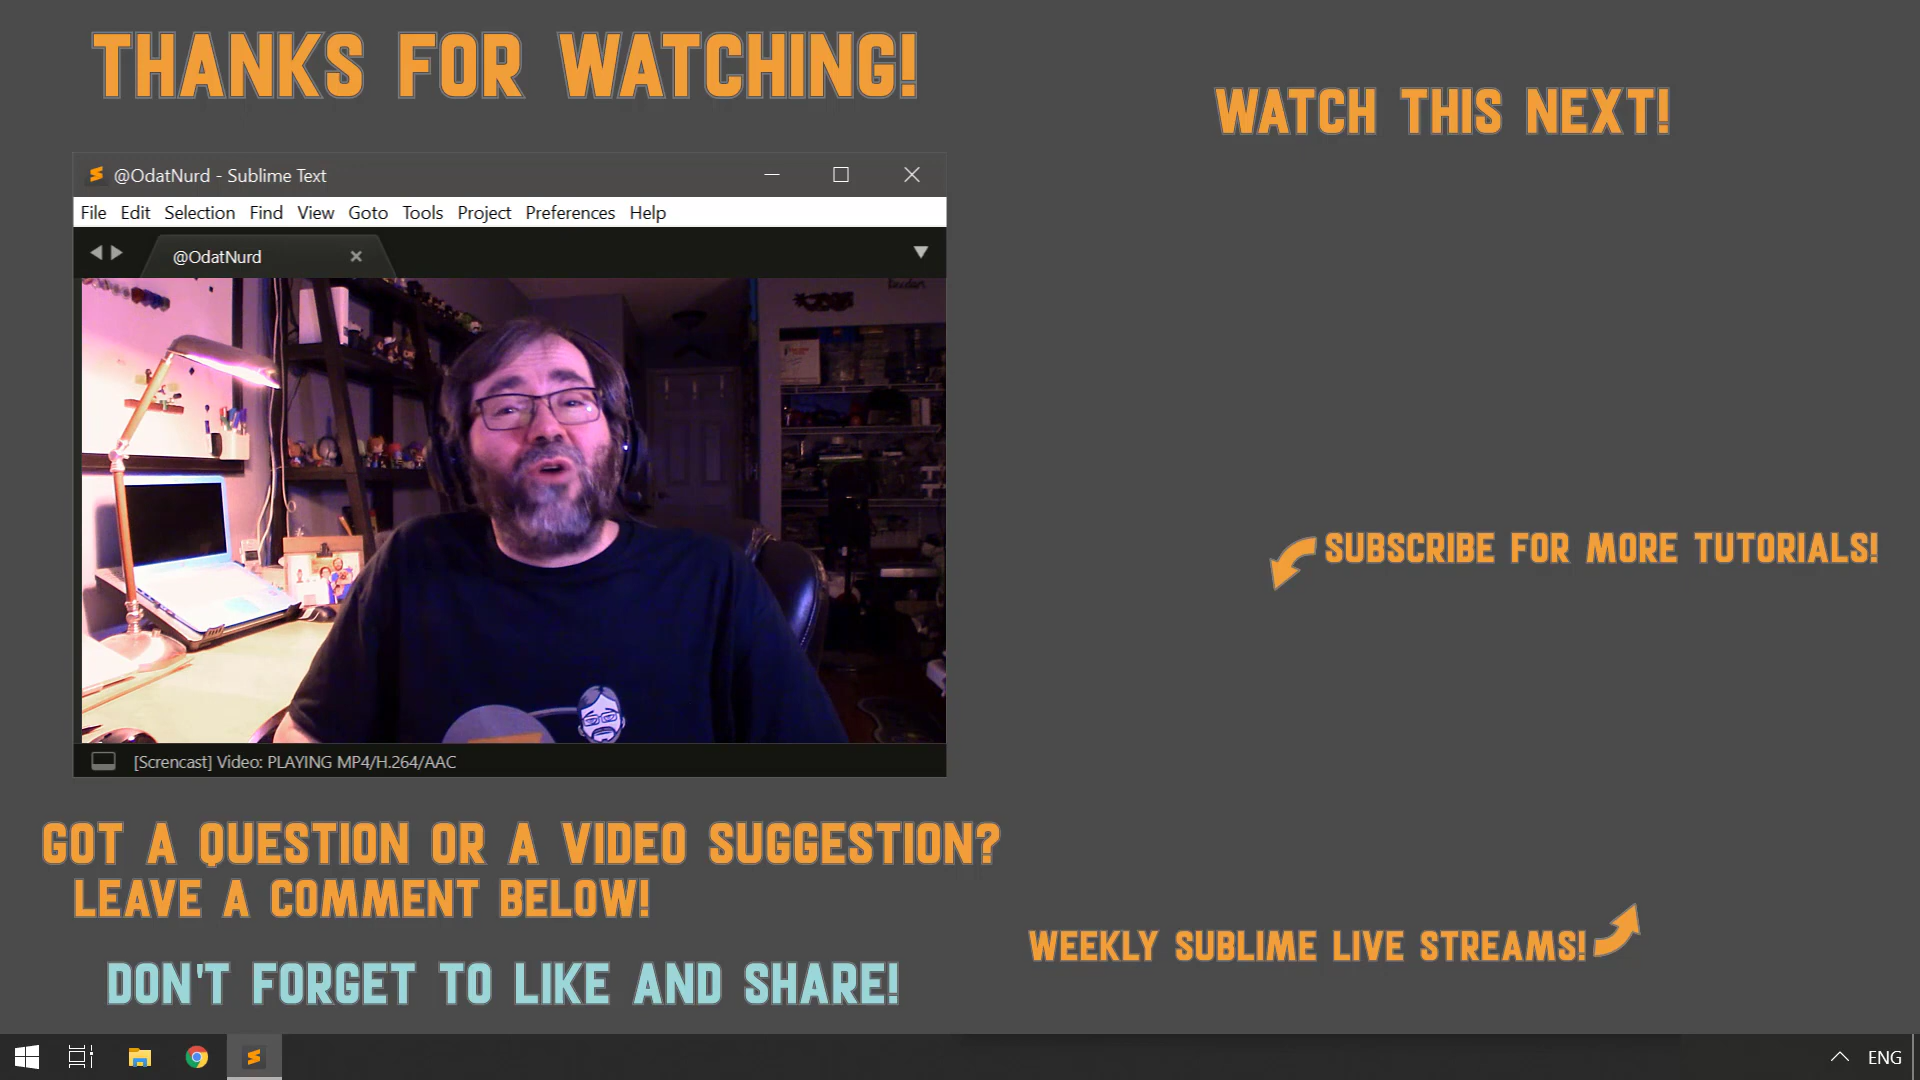 THANKS FOR WATCHING!
WATCH THIS NEXT!
@OdatNurd - Sublime Text
File Edit Selection Find View Goto Tools Project Preferences Help
@OdatNurd
SUBSCRIBE FOR MORE TUTORIALS!
[Screncast] Video: PLAYING MP4/H.264/AAC
GOT A QUESTION OR A VIDEO SUGGESTION?
LEAVE A COMMENT BELOW!
WEEKLY SUBLIME LIVE STREAMS!
DON'T FORGET TO LIKE AND SHARE!
ENG